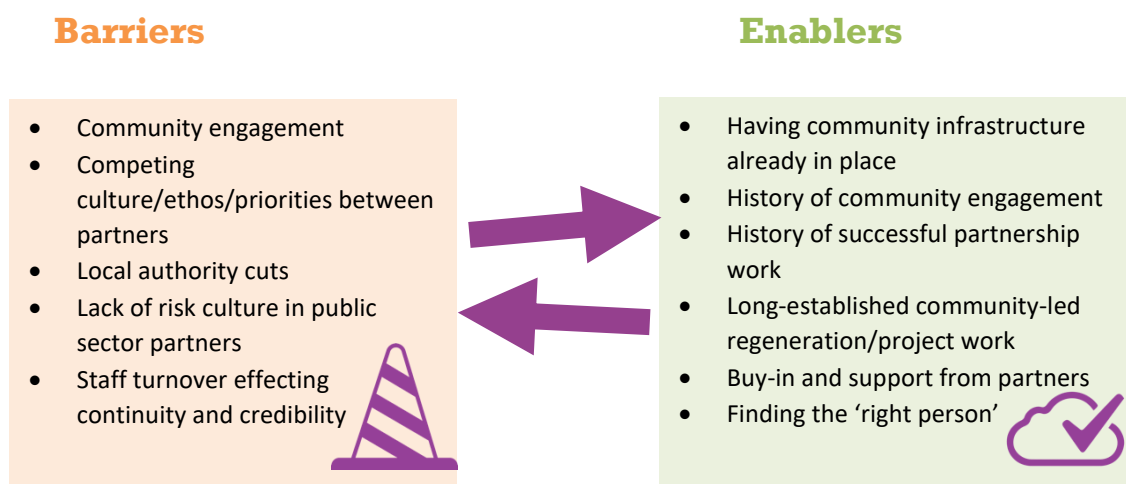 Barriers
• Community engagement
• Competing
culture/ethos/priorities between
partners
• Local authority cuts
• Lack of risk culture in public
sector partners
• Staff turnover effecting
continuity and credibility
Enablers
• Having community infrastructure
already in place
• History of community engagement
• History of successful partnership
work
• Long-established community-led
regeneration/project work
• Buy-in and support from partners
• Finding the ‘right person’